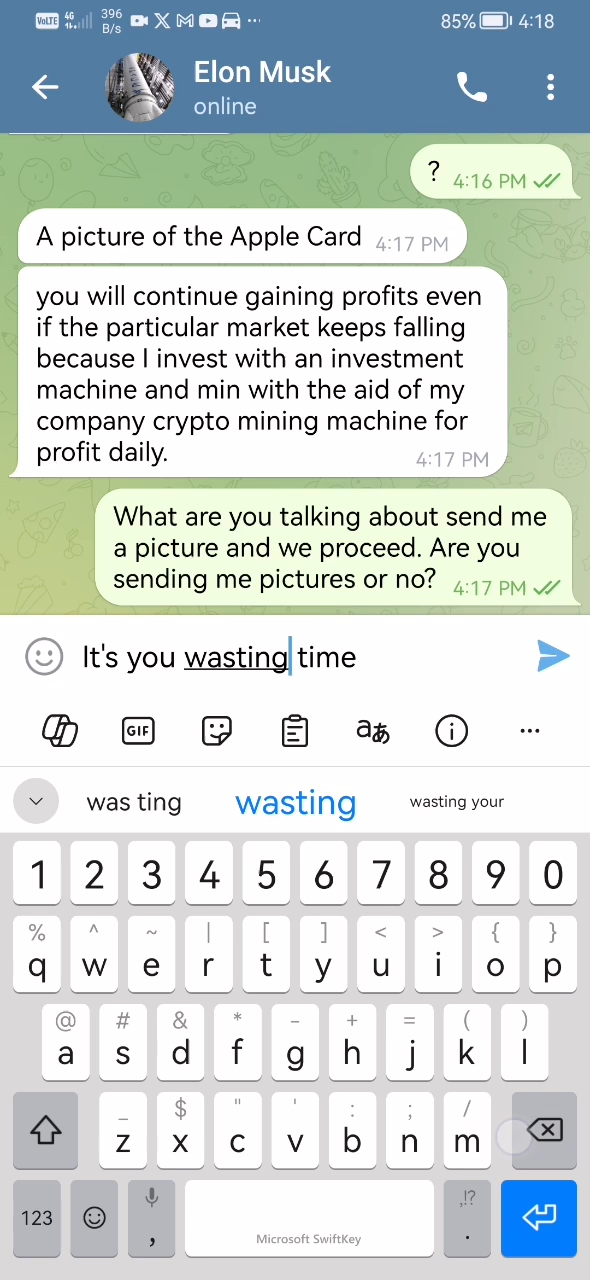 VoLTE 4G 396 B/s 85% 4:18
Elon Musk
online
? 4:16 PM
A picture of the Apple Card 4:17 PM
you will continue gaining profits even
if the particular market keeps falling
because I invest with an investment
machine and min with the aid of my
company crypto mining machine for
profit daily. 4:17 PM
What are you talking about send me
a picture and we proceed. Are you
sending me pictures or no? 4:17 PM
It's you wasting time
GIF aあ
was ting wasting wasting your
1 2 3 4 5 6 7 8 9 0
% ^ ~ | [ ] < > { }
q w e r t y u i o p
@ # & * - + = ( )
a s d f g h j k l
_ $ " ' : ; /
z x c v b n m
,!?
123 , Microsoft SwiftKey .